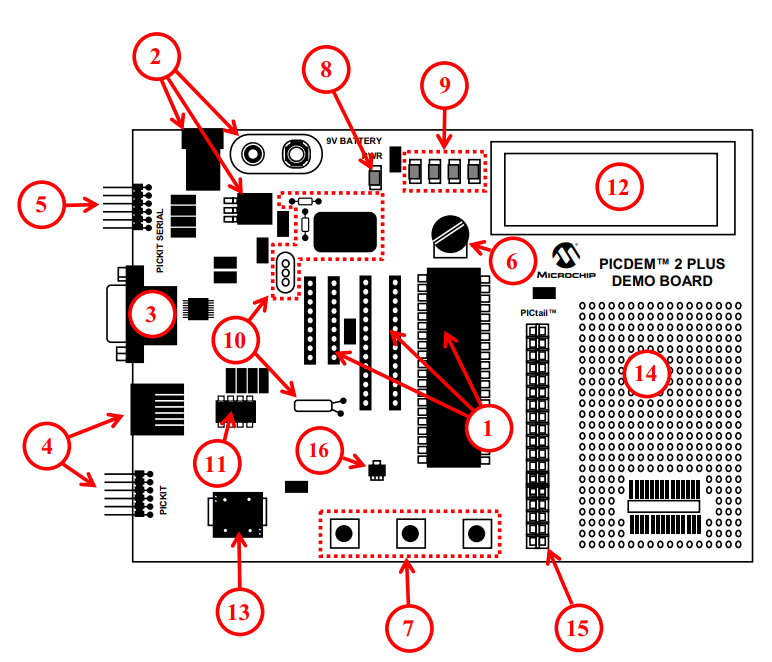 2
8
9
9V BATTERY
PWR
12
5
PICKIT SERIAL
6
MICROCHIP
PICDEM™ 2 PLUS
DEMO BOARD
3
10
PICtail™
14
4
11
16
1
PICKIT
13
7
15